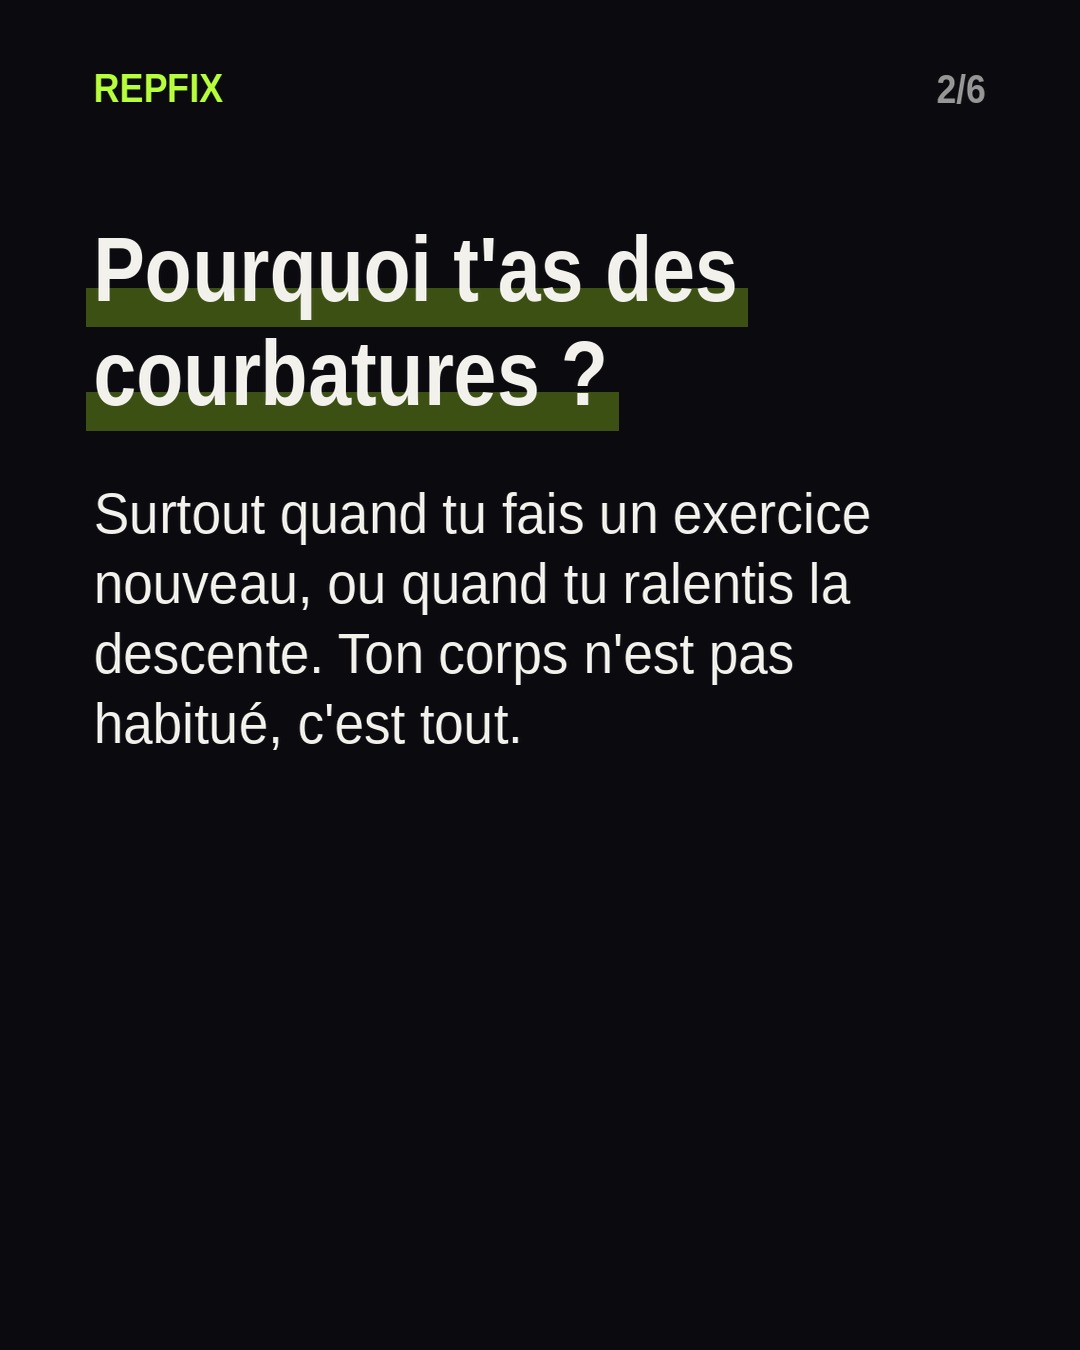 REPFIX
2/6
Pourquoi t'as des
courbatures ?
Surtout quand tu fais un exercice
nouveau, ou quand tu ralentis la
descente. Ton corps n'est pas
habitué, c'est tout.